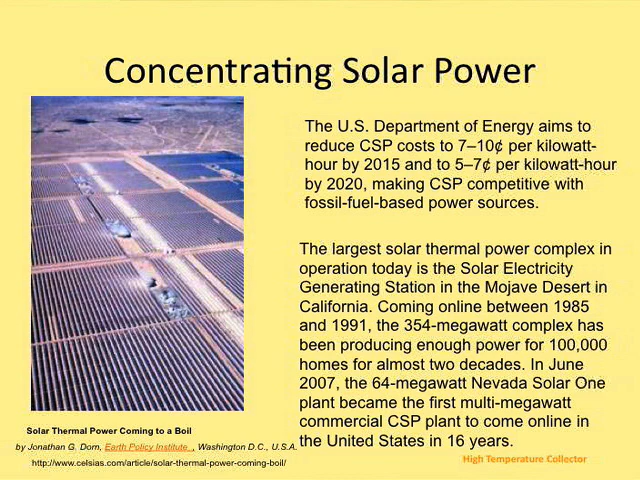 Concentrating Solar Power
The U.S. Department of Energy aims to
reduce CSP costs to 7–10¢ per kilowatt-
hour by 2015 and to 5–7¢ per kilowatt-hour
by 2020, making CSP competitive with
fossil-fuel-based power sources.
The largest solar thermal power complex in
operation today is the Solar Electricity
Generating Station in the Mojave Desert in
California. Coming online between 1985
and 1991, the 354-megawatt complex has
been producing enough power for 100,000
homes for almost two decades. In June
2007, the 64-megawatt Nevada Solar One
plant became the first multi-megawatt
commercial CSP plant to come online in
the United States in 16 years.
Solar Thermal Power Coming to a Boil
by Jonathan G. Dorn, Earth Policy Institute , Washington D.C., U.S.A.
http://www.celsias.com/article/solar-thermal-power-coming-boil/
High Temperature Collector